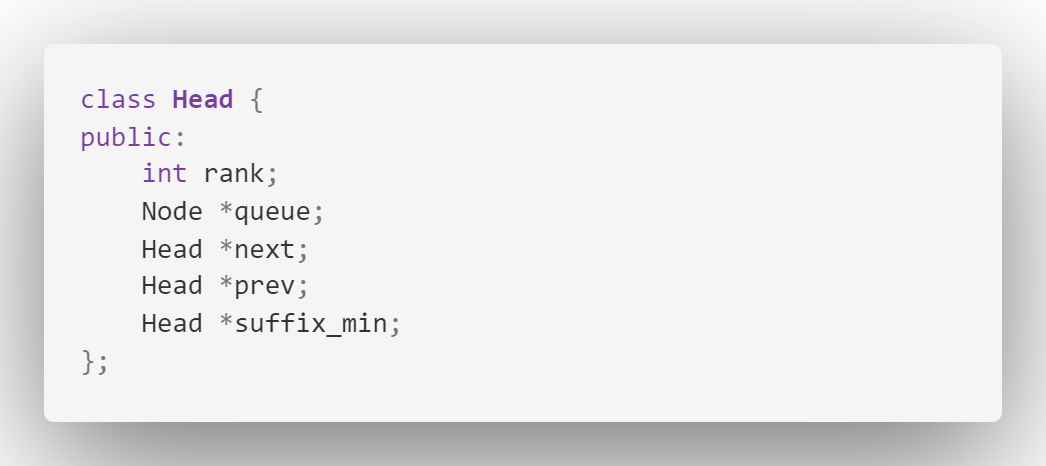 class Head {
public:
    int rank;
    Node *queue;
    Head *next;
    Head *prev;
    Head *suffix_min;
};